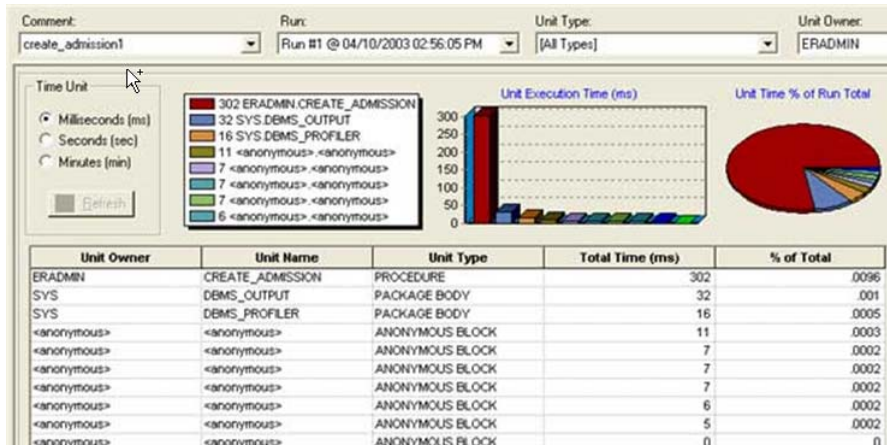 Comment: Run: Unit Type: Unit Owner:
create_admission1 Run #1 @ 04/10/2003 02:56:05 PM [All Types] ERADMIN
Time Unit
Milliseconds (ms)
Seconds (sec)
Minutes (min)
Refresh
302 ERADMIN.CREATE_ADMISSION
32 SYS.DBMS_OUTPUT
16 SYS.DBMS_PROFILER
11 <anonymous>.<anonymous>
7 <anonymous>.<anonymous>
7 <anonymous>.<anonymous>
7 <anonymous>.<anonymous>
6 <anonymous>.<anonymous>
Unit Execution Time (ms)
300
250
200
150
100
50
0
Unit Time % of Run Total
Unit Owner Unit Name Unit Type Total Time (ms) % of Total
ERADMIN CREATE_ADMISSION PROCEDURE 302 .0096
SYS DBMS_OUTPUT PACKAGE BODY 32 .001
SYS DBMS_PROFILER PACKAGE BODY 16 .0005
<anonymous> <anonymous> ANONYMOUS BLOCK 11 .0003
<anonymous> <anonymous> ANONYMOUS BLOCK 7 .0002
<anonymous> <anonymous> ANONYMOUS BLOCK 7 .0002
<anonymous> <anonymous> ANONYMOUS BLOCK 7 .0002
<anonymous> <anonymous> ANONYMOUS BLOCK 6 .0002
<anonymous> <anonymous> ANONYMOUS BLOCK 5 .0002
<anonymous> <anonymous> ANONYMOUS BLOCK 0 0